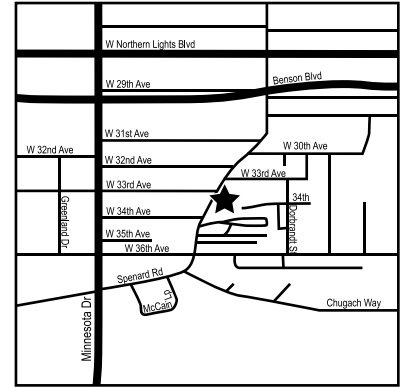 W Northern Lights Blvd
Benson Blvd
W 29th Ave
W 31st Ave
W 32nd Ave
W 30th Ave
W 32nd Ave
W 33rd Ave
W 33rd Ave
34th
Greenland Dr
W 34th Ave
Dorbrandt S
W 35th Ave
W 36th Ave
Spenard Rd
McCain
Lp
Chugach Way
Minnesota Dr